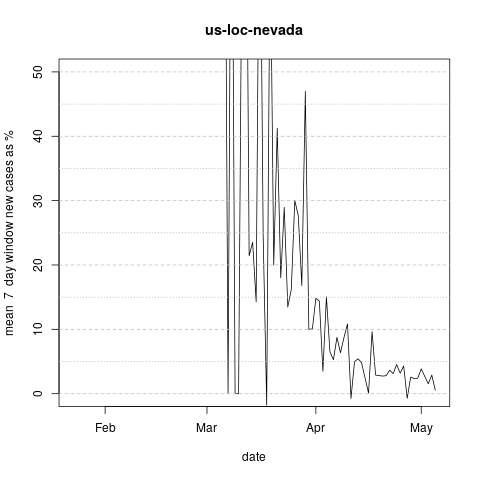 us-loc-nevada
mean  7  day window new cases as %
50
40
30
20
10
0
Feb
Mar
Apr
May
date